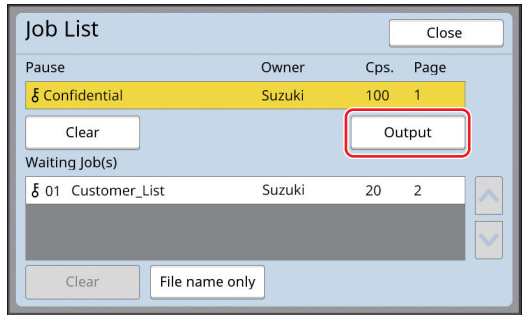 Job List Close
Pause Owner Cps. Page
Confidential Suzuki 100 1
Clear Output
Waiting Job(s)
01 Customer_List Suzuki 20 2
Clear File name only